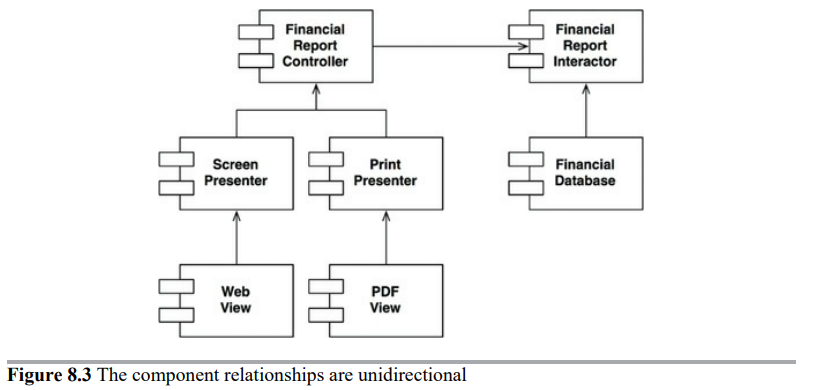 Financial
Report
Controller
Financial
Report
Interactor
Screen
Presenter
Print
Presenter
Financial
Database
Web
View
PDF
View
Figure 8.3 The component relationships are unidirectional